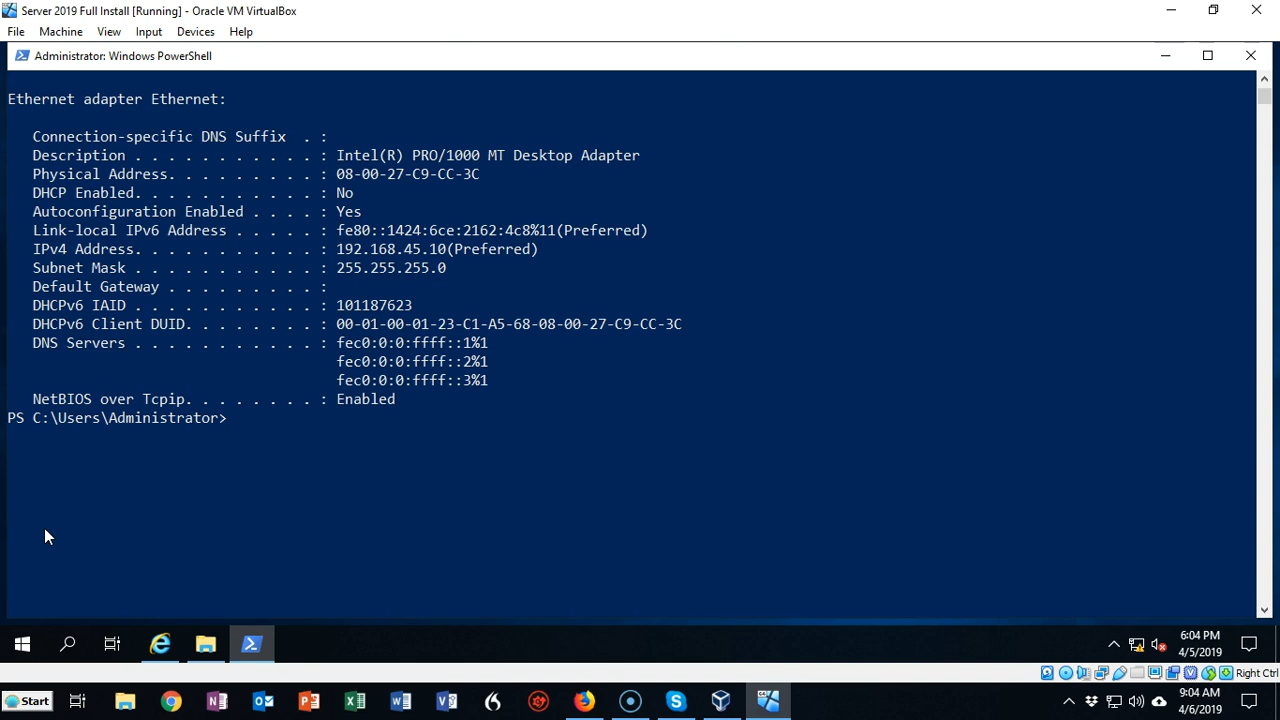 Server 2019 Full Install [Running] - Oracle VM VirtualBox
File Machine View Input Devices Help
Administrator: Windows PowerShell
Ethernet adapter Ethernet:
Connection-specific DNS Suffix . :
Description . . . . . . . . . . . : Intel(R) PRO/1000 MT Desktop Adapter
Physical Address. . . . . . . . . : 08-00-27-C9-CC-3C
DHCP Enabled. . . . . . . . . . . : No
Autoconfiguration Enabled . . . . : Yes
Link-local IPv6 Address . . . . . : fe80::1424:6ce:2162:4c8%11(Preferred)
IPv4 Address. . . . . . . . . . . : 192.168.45.10(Preferred)
Subnet Mask . . . . . . . . . . . : 255.255.255.0
Default Gateway . . . . . . . . . :
DHCPv6 IAID . . . . . . . . . . . : 101187623
DHCPv6 Client DUID. . . . . . . . : 00-01-00-01-23-C1-A5-68-08-00-27-C9-CC-3C
DNS Servers . . . . . . . . . . . : fec0:0:0:ffff::1%1
fec0:0:0:ffff::2%1
fec0:0:0:ffff::3%1
NetBIOS over Tcpip. . . . . . . . : Enabled
PS C:\Users\Administrator>
6:04 PM
4/5/2019
Right Ctrl
Start
9:04 AM
4/6/2019